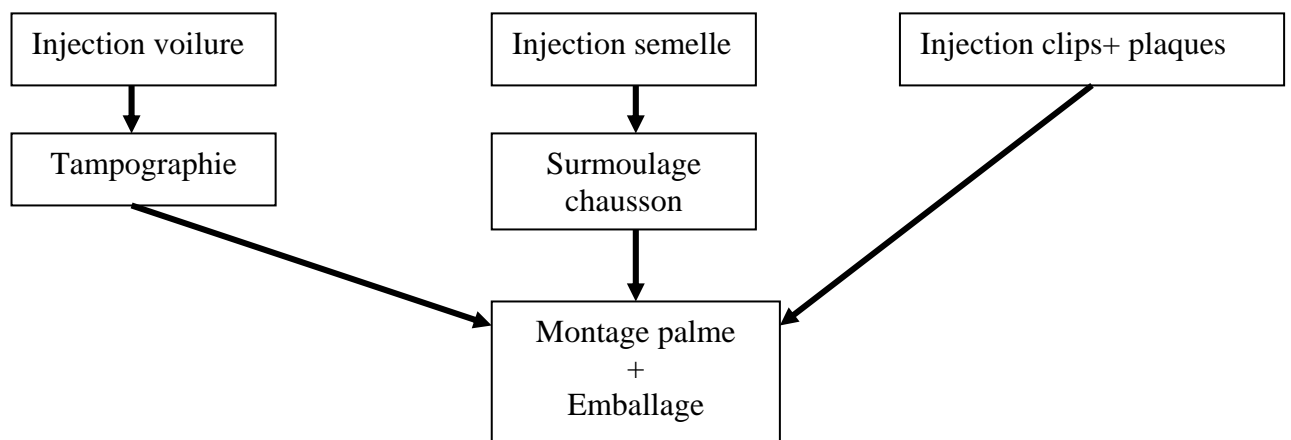 Injection voilure
Injection semelle
Injection clips+ plaques
Tampographie
Surmoulage
chausson
Montage palme
+
Emballage